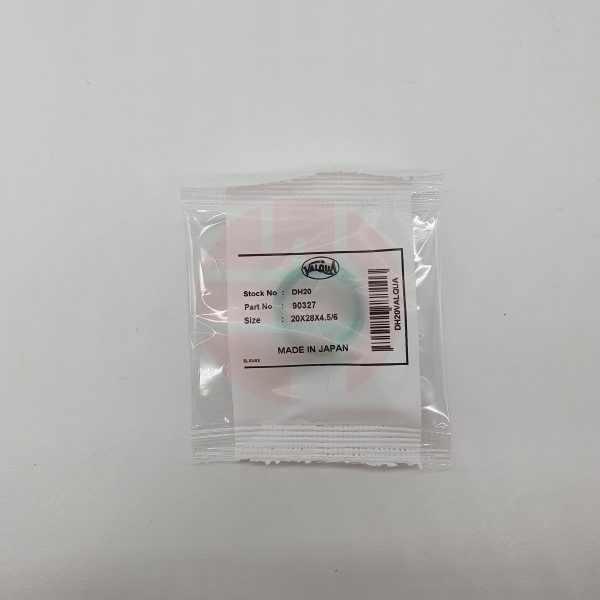 VALQUA
Stock No : DH20
Part No : 90327
Size : 20X28X4.5/6
MADE IN JAPAN
DH20VALQUA